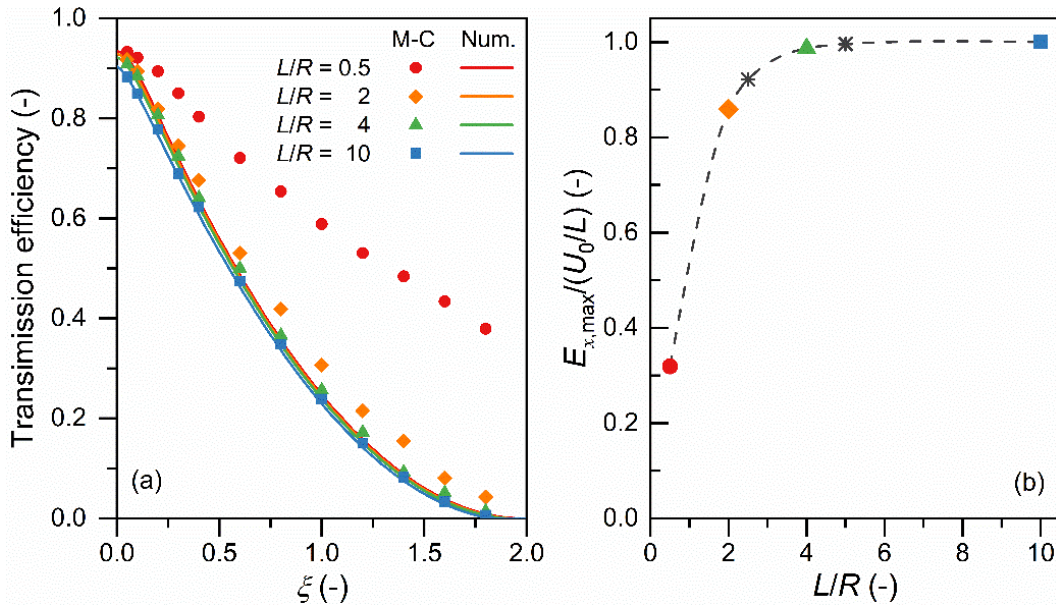 Transimission efficiency (-)
1.0
0.8
0.6
0.4
0.2
0.0
M-C Num.
L/R = 0.5
L/R = 2
L/R = 4
L/R = 10
(a)
0.0 0.5 1.0 1.5 2.0
ξ (-)
E_{x,max}/(U_0/L) (-)
1.0
0.8
0.6
0.4
0.2
0.0
(b)
0 2 4 6 8 10
L/R (-)